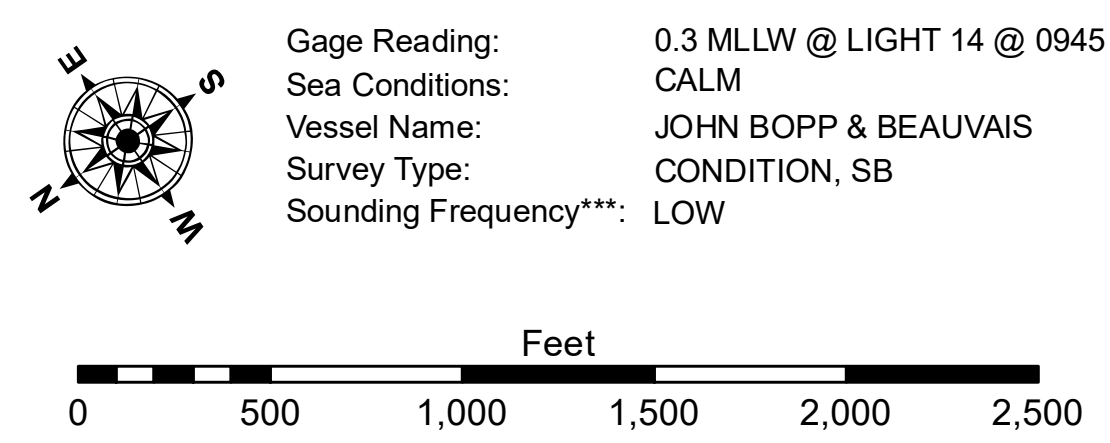 E
S
N
W
Gage Reading: 0.3 MLLW @ LIGHT 14 @ 0945
Sea Conditions: CALM
Vessel Name: JOHN BOPP & BEAUVAIS
Survey Type: CONDITION, SB
Sounding Frequency***: LOW
Feet
0 500 1,000 1,500 2,000 2,500